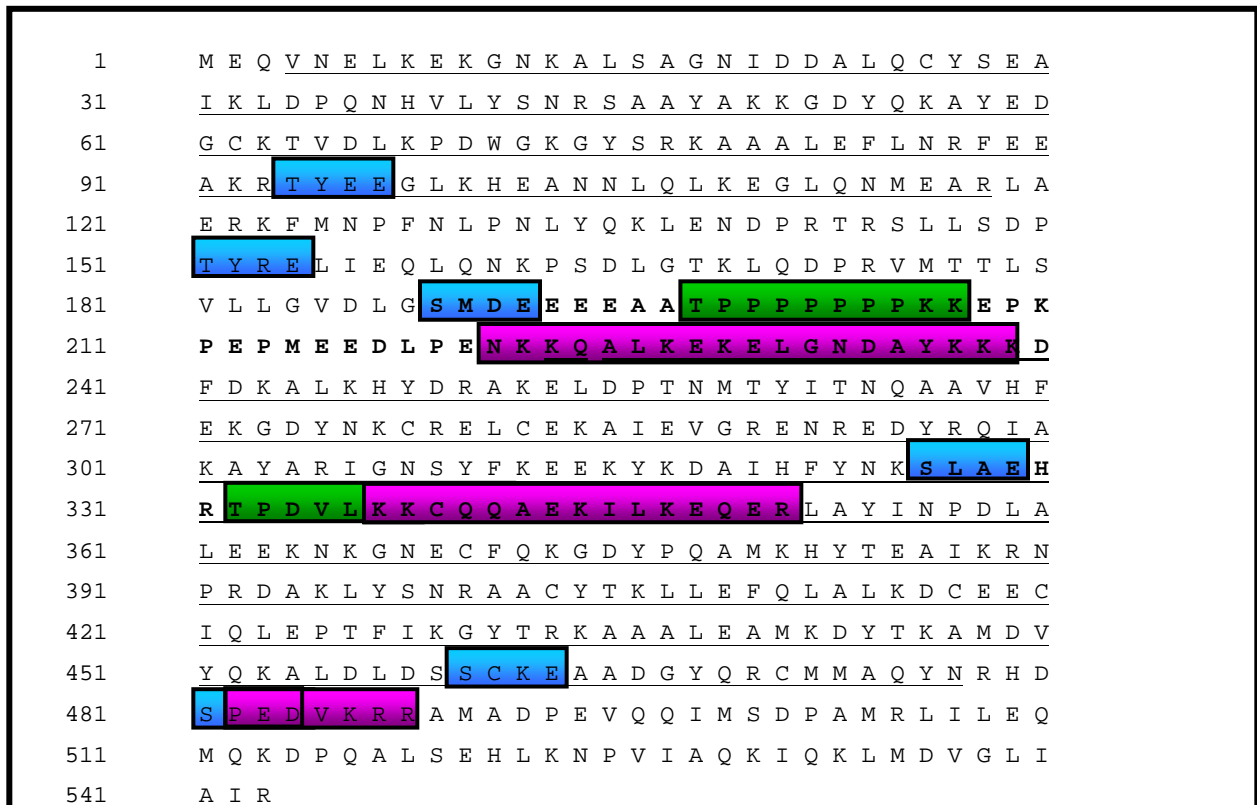 1 M E Q V N E L K E K G N K A L S A G N I D D A L Q C Y S E A
31 I K L D P Q N H V L Y S N R S A A Y A K K G D Y Q K A Y E D
61 G C K T V D L K P D W G K G Y S R K A A A L E F L N R F E E
91 A K R T Y E E G L K H E A N N L Q L K E G L Q N M E A R L A
121 E R K F M N P F N L P N L Y Q K L E N D P R T R S L L S D P
151 T Y R E L I E Q L Q N K P S D L G T K L Q D P R V M T T L S
181 V L L G V D L G S M D E E E E A A T P P P P P P P K K E P K
211 P E P M E E D L P E N K K Q A L K E K E L G N D A Y K K K D
241 F D K A L K H Y D R A K E L D P T N M T Y I T N Q A A V H F
271 E K G D Y N K C R E L C E K A I E V G R E N R E D Y R Q I A
301 K A Y A R I G N S Y F K E E K Y K D A I H F Y N K S L A E H
331 R T P D V L K K C Q Q A E K I L K E Q E R L A Y I N P D L A
361 L E E K N K G N E C F Q K G D Y P Q A M K H Y T E A I K R N
391 P R D A K L Y S N R A A C Y T K L L E F Q L A L K D C E E C
421 I Q L E P T F I K G Y T R K A A A L E A M K D Y T K A M D V
451 Y Q K A L D L D S S C K E A A D G Y Q R C M M A Q Y N R H D
481 S P E D V K R R A M A D P E V Q Q I M S D P A M R L I L E Q
511 M Q K D P Q A L S E H L K N P V I A Q K I Q K L M D V G L I
541 A I R